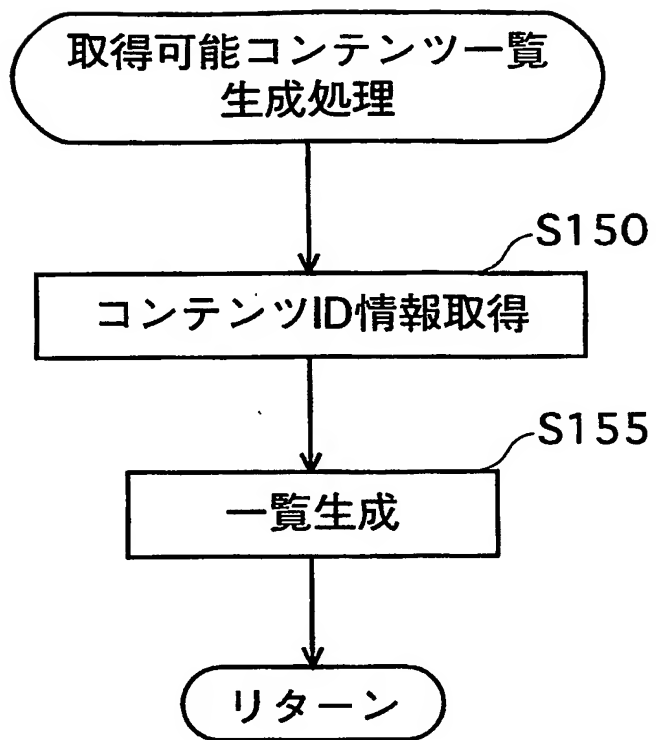 取得可能コンテンツ一覧
生成処理
S150
コンテンツID情報取得
S155
一覧生成
リターン